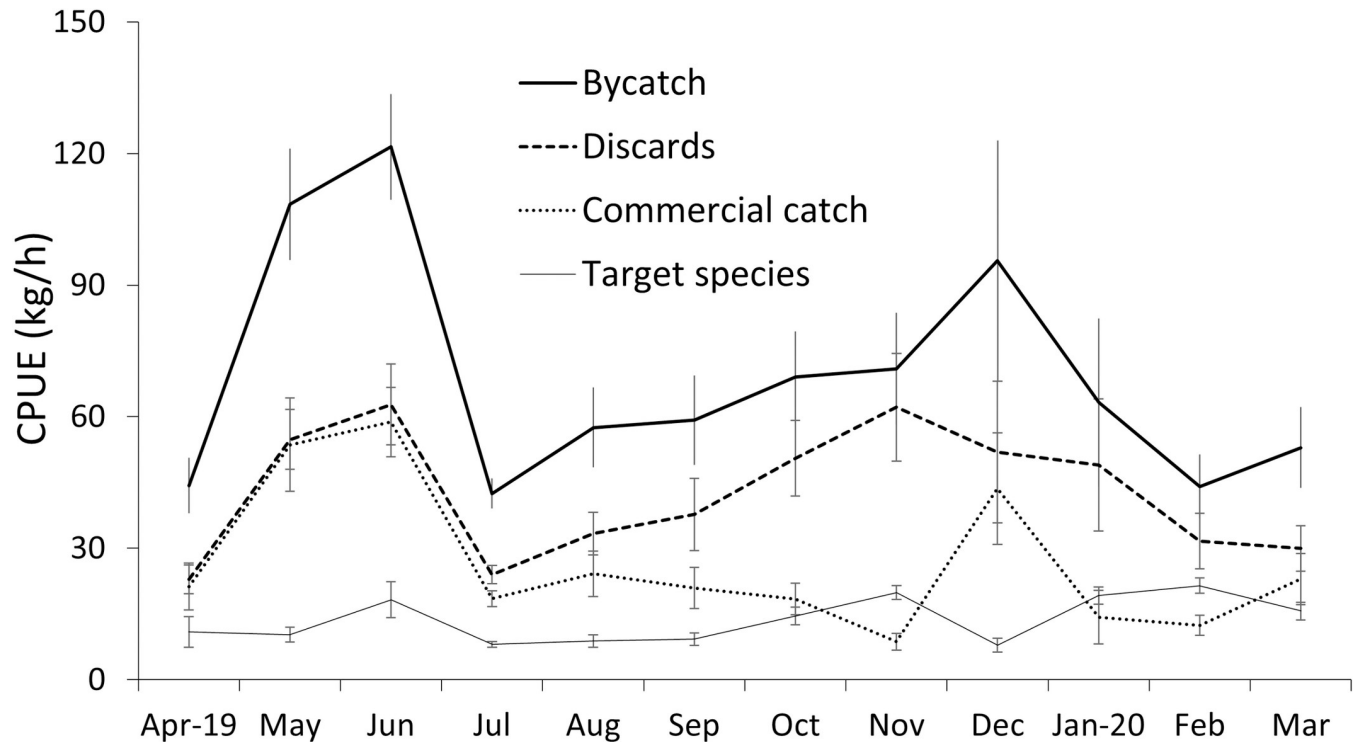 150
120
90
60
30
0
CPUE (kg/h)
Bycatch
Discards
Commercial catch
Target species
Apr-19 May Jun Jul Aug Sep Oct Nov Dec Jan-20 Feb Mar